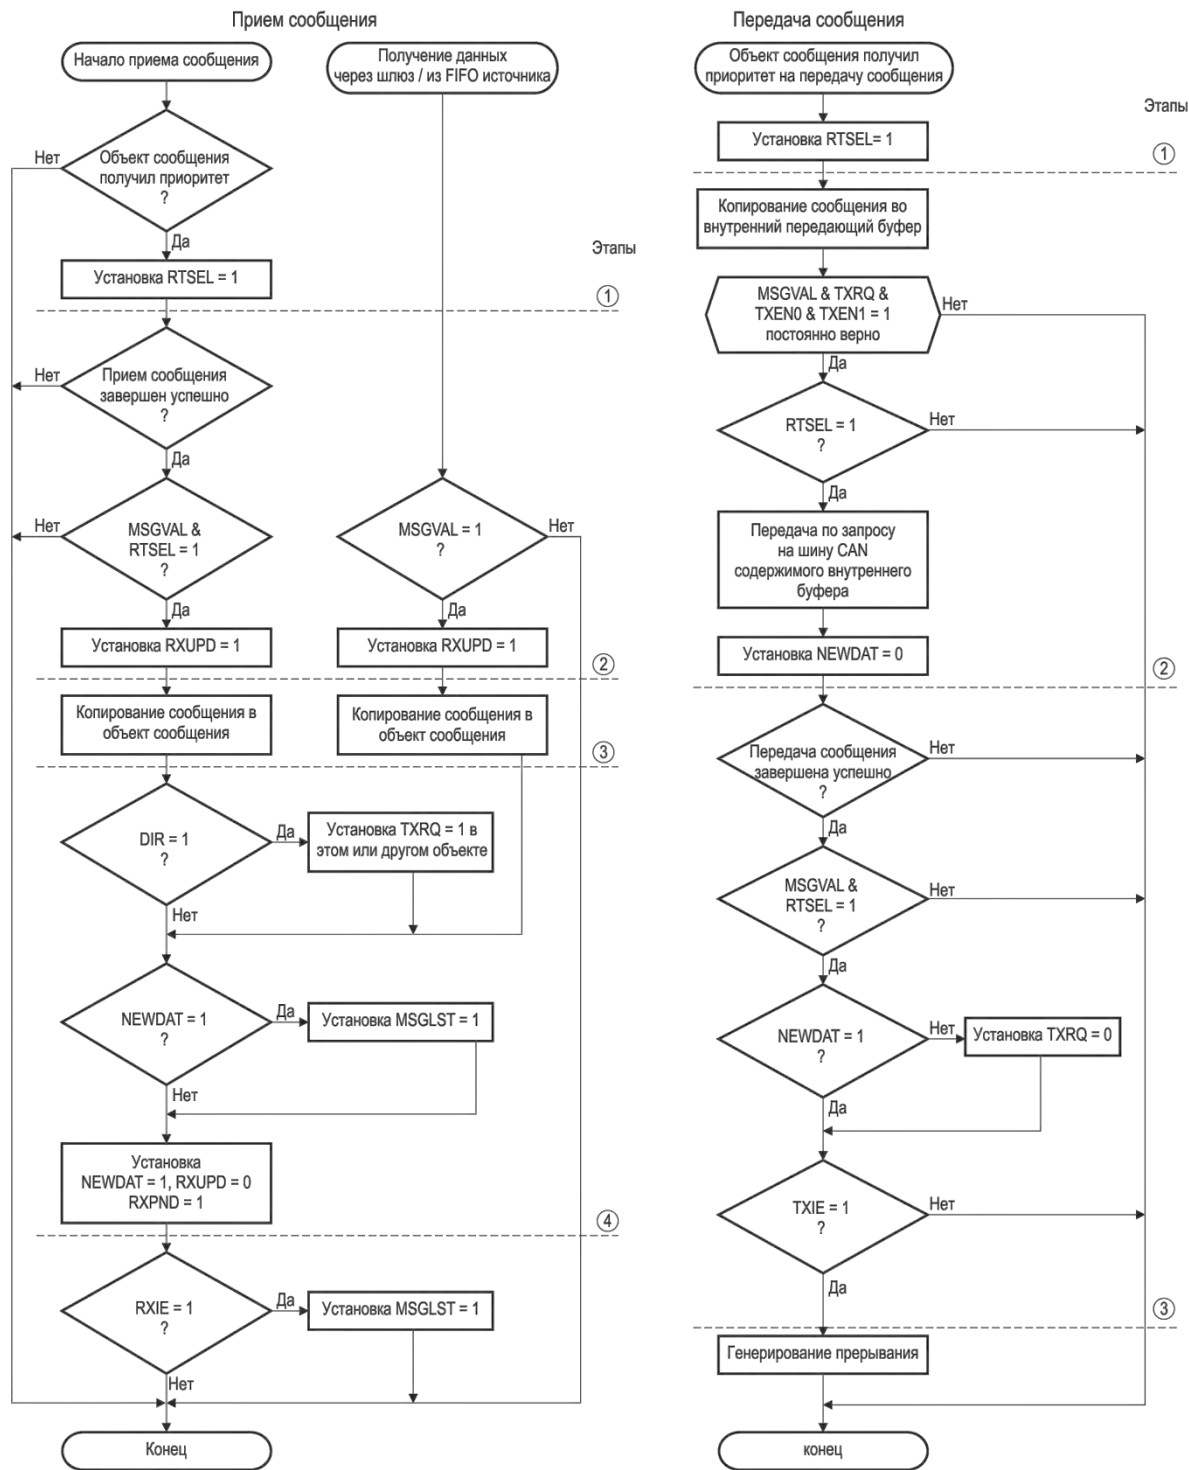 Прием сообщения
Начало приема сообщения
Получение данных
через шлюз / из FIFO источника
Объект сообщения
получил приоритет
?
Нет
Да
Установка RTSEL = 1
Этапы
1
Прием сообщения
завершен успешно
?
Нет
Да
MSGVAL &
RTSEL = 1
?
Нет
Да
MSGVAL = 1
?
Нет
Да
Установка RXUPD = 1
Установка RXUPD = 1
2
Копирование сообщения в
объект сообщения
Копирование сообщения в
объект сообщения
3
DIR = 1
?
Да
Установка TXRQ = 1 в
этом или другом объекте
Нет
NEWDAT = 1
?
Да
Установка MSGLST = 1
Нет
Установка
NEWDAT = 1, RXUPD = 0
RXPND = 1
4
RXIE = 1
?
Да
Установка MSGLST = 1
Нет
Конец
Передача сообщения
Объект сообщения получил
приоритет на передачу сообщения
Этапы
Установка RTSEL= 1
1
Копирование сообщения во
внутренний передающий буфер
MSGVAL & TXRQ &
TXEN0 & TXEN1 = 1
постоянно верно
Нет
Да
RTSEL = 1
?
Нет
Да
Передача по запросу
на шину CAN
содержимого внутреннего
буфера
Установка NEWDAT = 0
2
Передача сообщения
завершена успешно
?
Нет
Да
MSGVAL &
RTSEL = 1
?
Нет
Да
NEWDAT = 1
?
Нет
Установка TXRQ = 0
Да
TXIE = 1
?
Нет
Да
3
Генерирование прерывания
конец